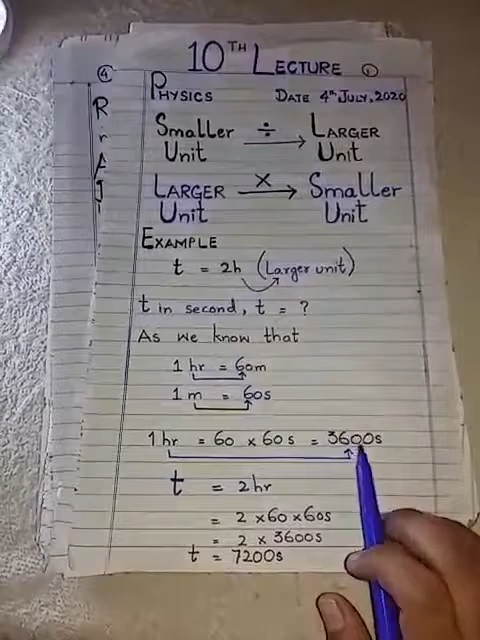 10TH LECTURE 1
4
PHYSICS DATE 4th JULY, 2020
SMALLER ÷ → LARGER
UNIT UNIT
LARGER × → SMALLER
UNIT UNIT
EXAMPLE
t = 2h (Larger unit)
t in second, t = ?
As we know that
1 hr = 60m
1 m = 60s
1 hr = 60 × 60 s = 3600s
t = 2hr
= 2 × 60 × 60s
= 2 × 3600s
t = 7200s